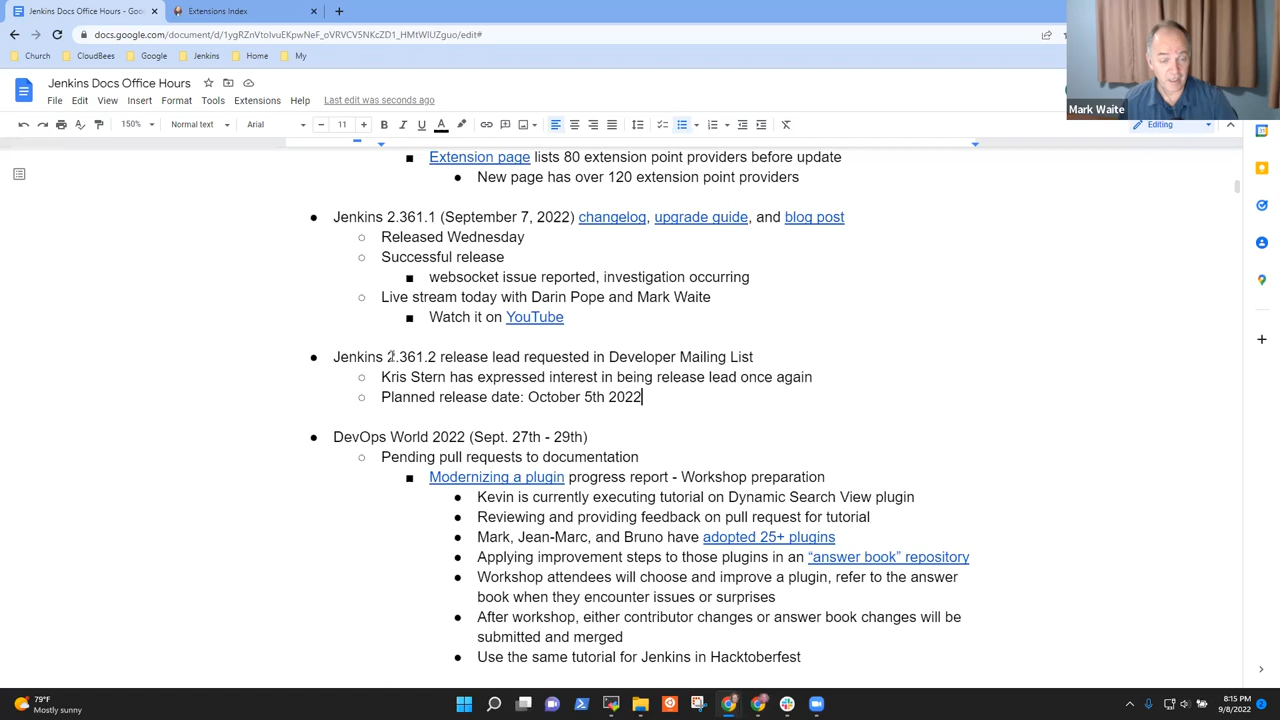 Jenkins Docs Office Hours - Goo
Extensions Index
docs.google.com/document/d/1ygRZnVtoIvuEKpwNeF_oVRVCV5NKcZD1_HMtWIUZguo/edit#
Church
CloudBees
Google
Jenkins
Home
My
Jenkins Docs Office Hours
File Edit View Insert Format Tools Extensions Help Last edit was seconds ago
150% Normal text Arial 11 Editing
Mark Waite
Extension page lists 80 extension point providers before update
New page has over 120 extension point providers
Jenkins 2.361.1 (September 7, 2022) changelog, upgrade guide, and blog post
Released Wednesday
Successful release
websocket issue reported, investigation occurring
Live stream today with Darin Pope and Mark Waite
Watch it on YouTube
Jenkins 2.361.2 release lead requested in Developer Mailing List
Kris Stern has expressed interest in being release lead once again
Planned release date: October 5th 2022
DevOps World 2022 (Sept. 27th - 29th)
Pending pull requests to documentation
Modernizing a plugin progress report - Workshop preparation
Kevin is currently executing tutorial on Dynamic Search View plugin
Reviewing and providing feedback on pull request for tutorial
Mark, Jean-Marc, and Bruno have adopted 25+ plugins
Applying improvement steps to those plugins in an “answer book” repository
Workshop attendees will choose and improve a plugin, refer to the answer
book when they encounter issues or surprises
After workshop, either contributor changes or answer book changes will be
submitted and merged
Use the same tutorial for Jenkins in Hacktoberfest
79°F
Mostly sunny
8:15 PM
9/8/2022
2